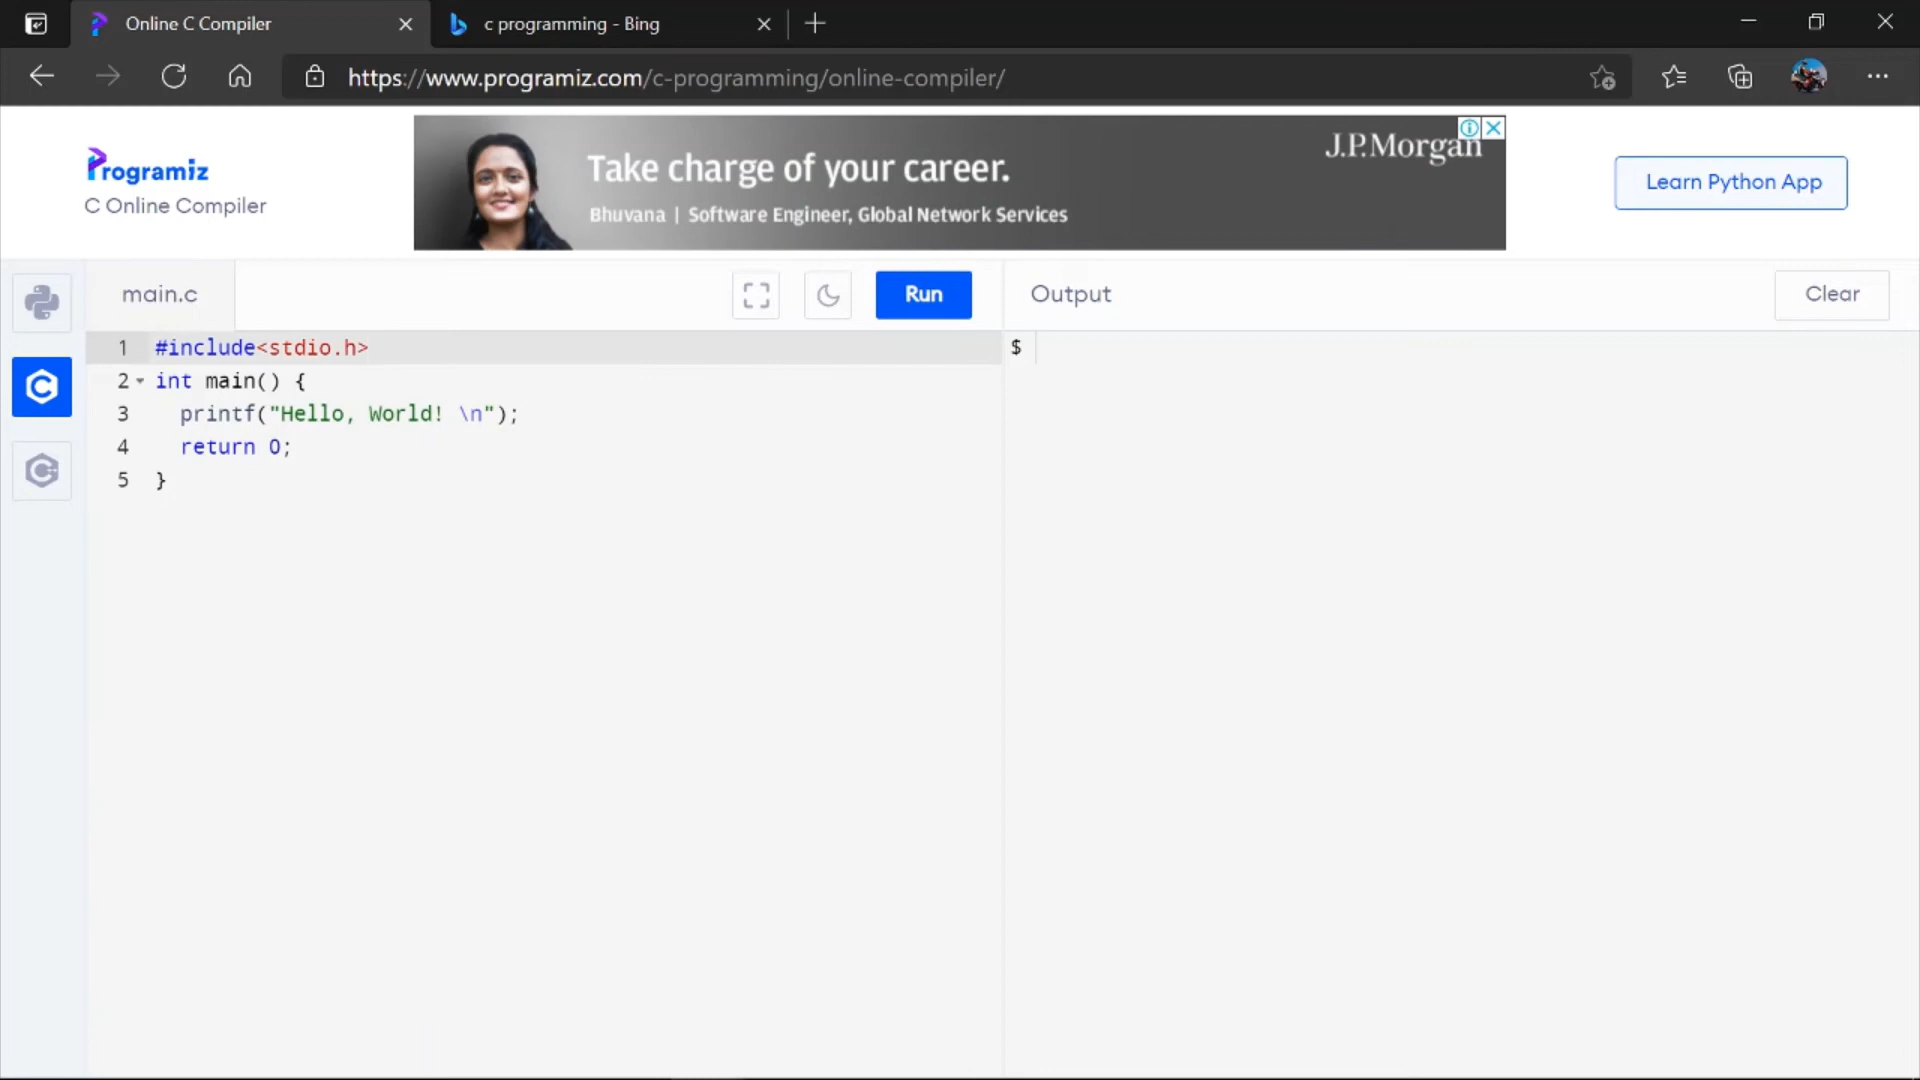 Online C Compiler
c programming - Bing
https://www.programiz.com/c-programming/online-compiler/
Programiz
C Online Compiler
Take charge of your career.
Bhuvana | Software Engineer, Global Network Services
J.P.Morgan
Learn Python App
main.c
Run
Output
Clear
1 #include<stdio.h>
2 int main() {
3 printf("Hello, World! \n");
4 return 0;
5 }
$